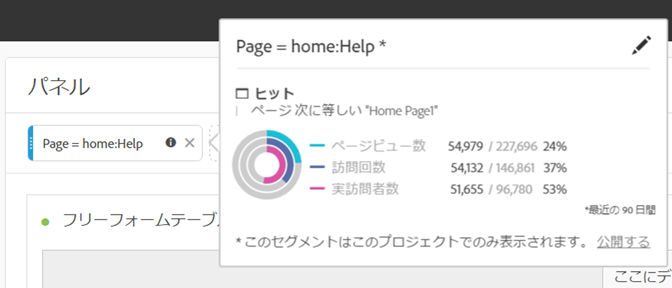 Page = home:Help *
ヒット
ページ 次に等しい "Home Page1"
ページビュー数 54,979 / 227,696 24%
訪問回数 54,132 / 146,861 37%
実訪問者数 51,655 / 96,780 53%
*最近の 90 日間
* このセグメントはこのプロジェクトでのみ表示されます。 公開する
パネル
Page = home:Help
フリーフォームテーブル
ここにデ